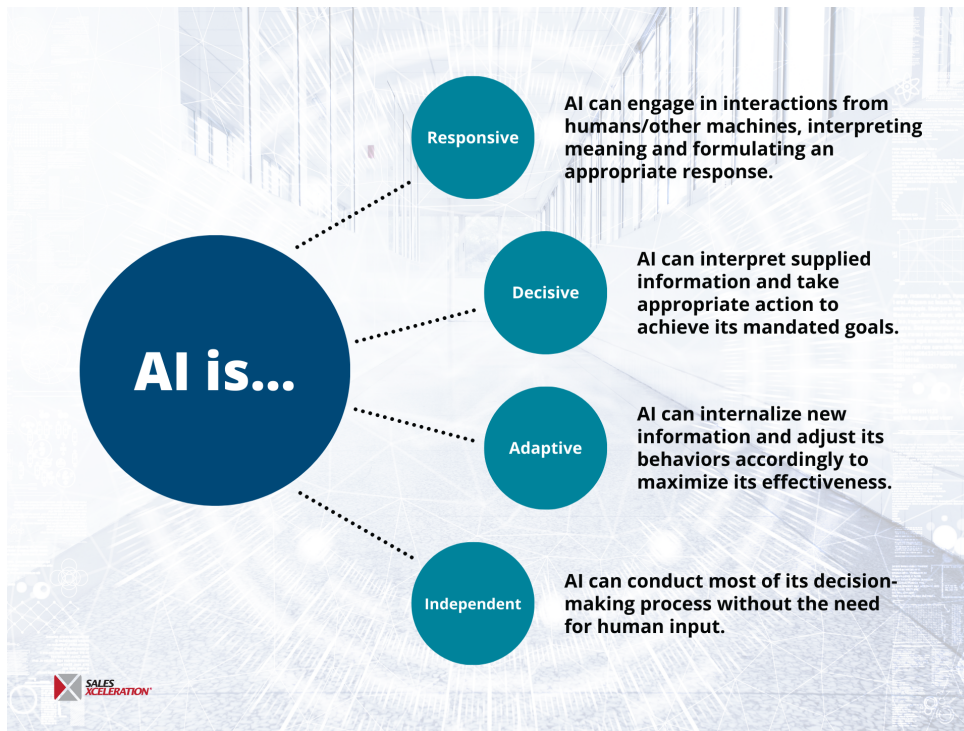 Responsive
AI can engage in interactions from
humans/other machines, interpreting
meaning and formulating an
appropriate response.
Decisive
AI can interpret supplied
information and take
appropriate action to
achieve its mandated goals.
AI is...
Adaptive
AI can internalize new
information and adjust its
behaviors accordingly to
maximize its effectiveness.
Independent
AI can conduct most of its decision-
making process without the need
for human input.
SALES
XCELERATION